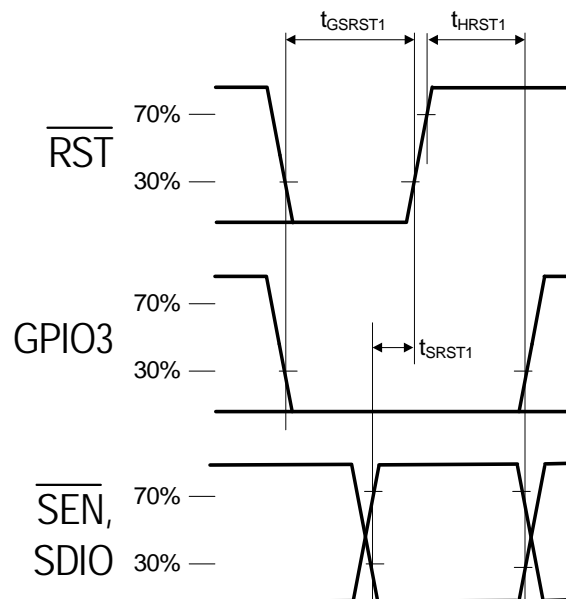 tGSRST1 tHRST1
70%
RST
30%
70%
GPIO3
30%
tSRST1
70%
SEN,
SDIO
30%